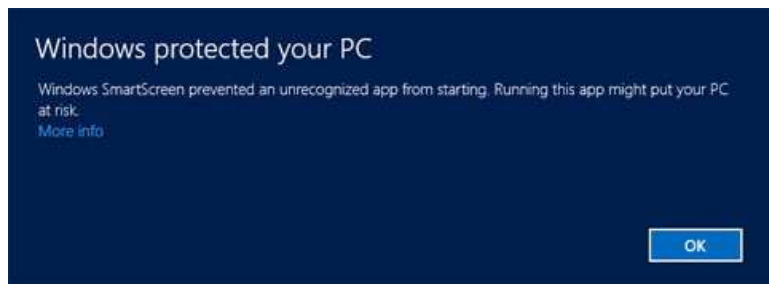 Windows protected your PC
Windows SmartScreen prevented an unrecognized app from starting. Running this app might put your PC
at risk.
More info
OK